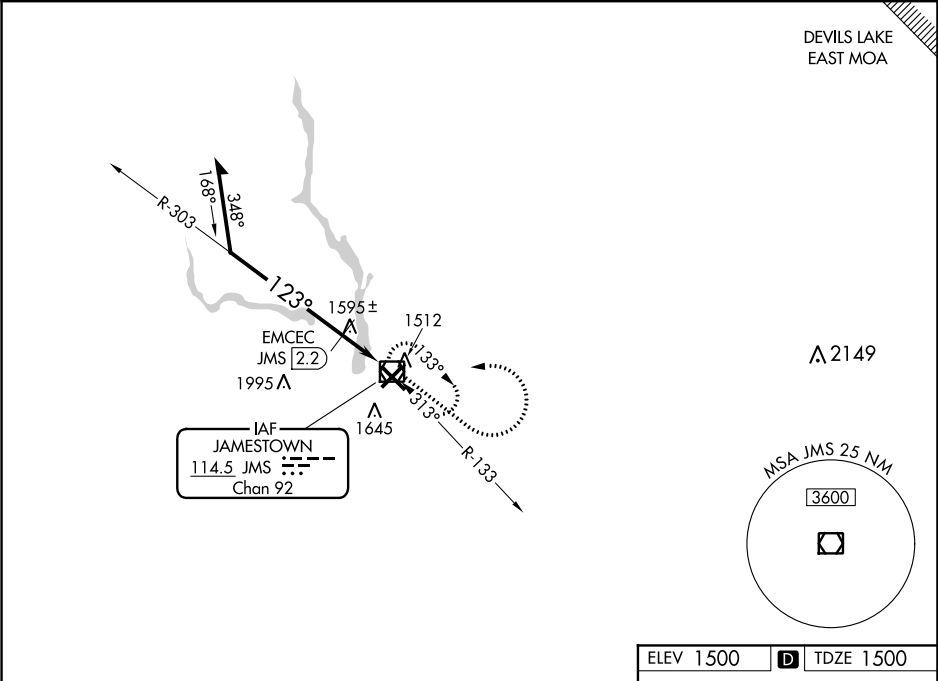 DEVILS LAKE
EAST MOA
R-303
168°
348°
123°
1595±
1512
EMCEC
JMS 2.2
133°
2149
1995
313°
1645
IAF
JAMESTOWN
114.5 JMS
Chan 92
R-133
MSA JMS 25 NM
3600
ELEV 1500 D TDZE 1500